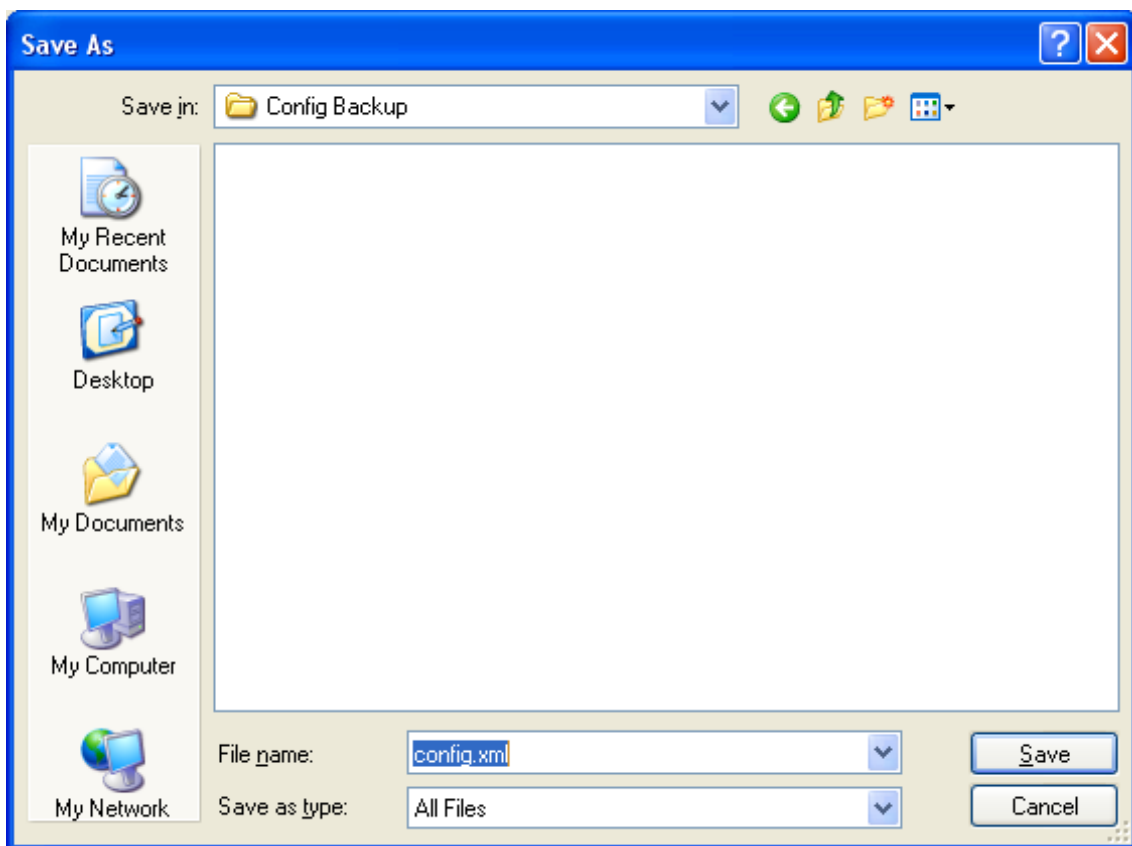 Save As
Save in: Config Backup
My Recent
Documents
Desktop
My Documents
My Computer
My Network
File name: config.xml Save
Save as type: All Files Cancel